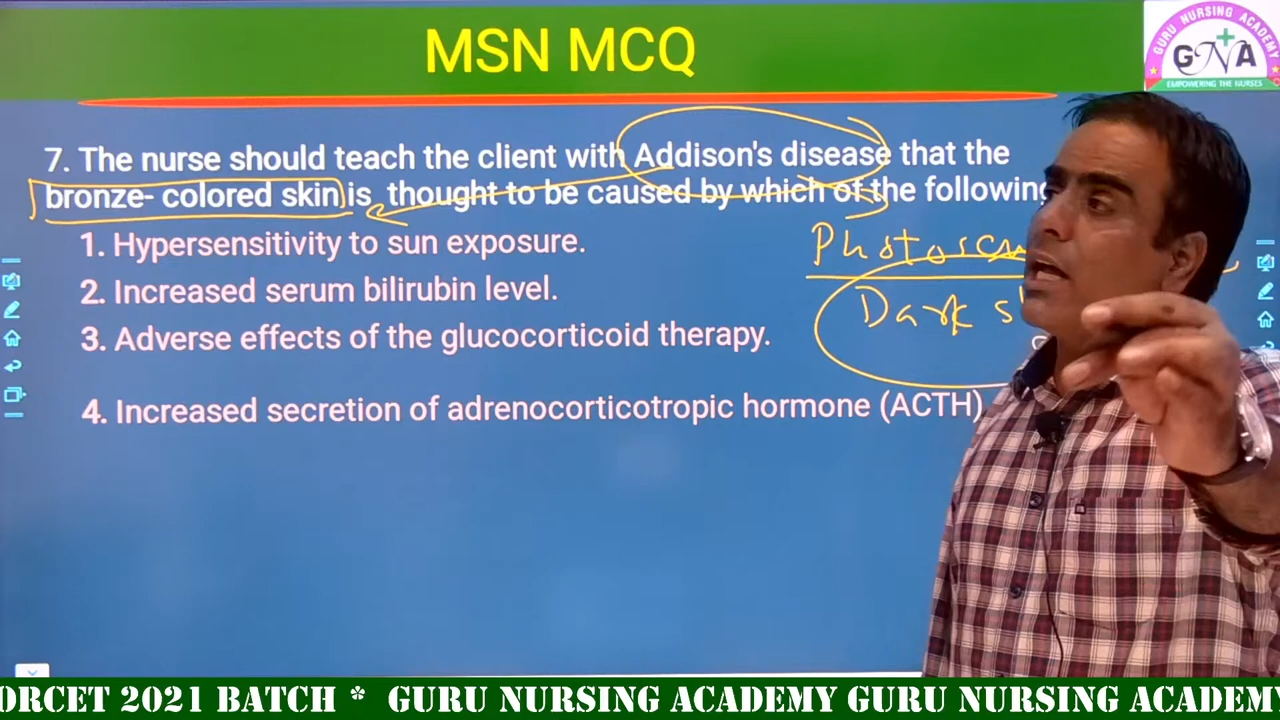 MSN MCQ
GURU NURSING ACADEMY
GNA
EMPOWERING THE NURSES
7. The nurse should teach the client with Addison's disease that the
bronze- colored skin is thought to be caused by which of the following
1. Hypersensitivity to sun exposure.
2. Increased serum bilirubin level.
3. Adverse effects of the glucocorticoid therapy.
4. Increased secretion of adrenocorticotropic hormone (ACTH)
Dark
ORCET 2021 BATCH * GURU NURSING ACADEMY GURU NURSING ACADEMY